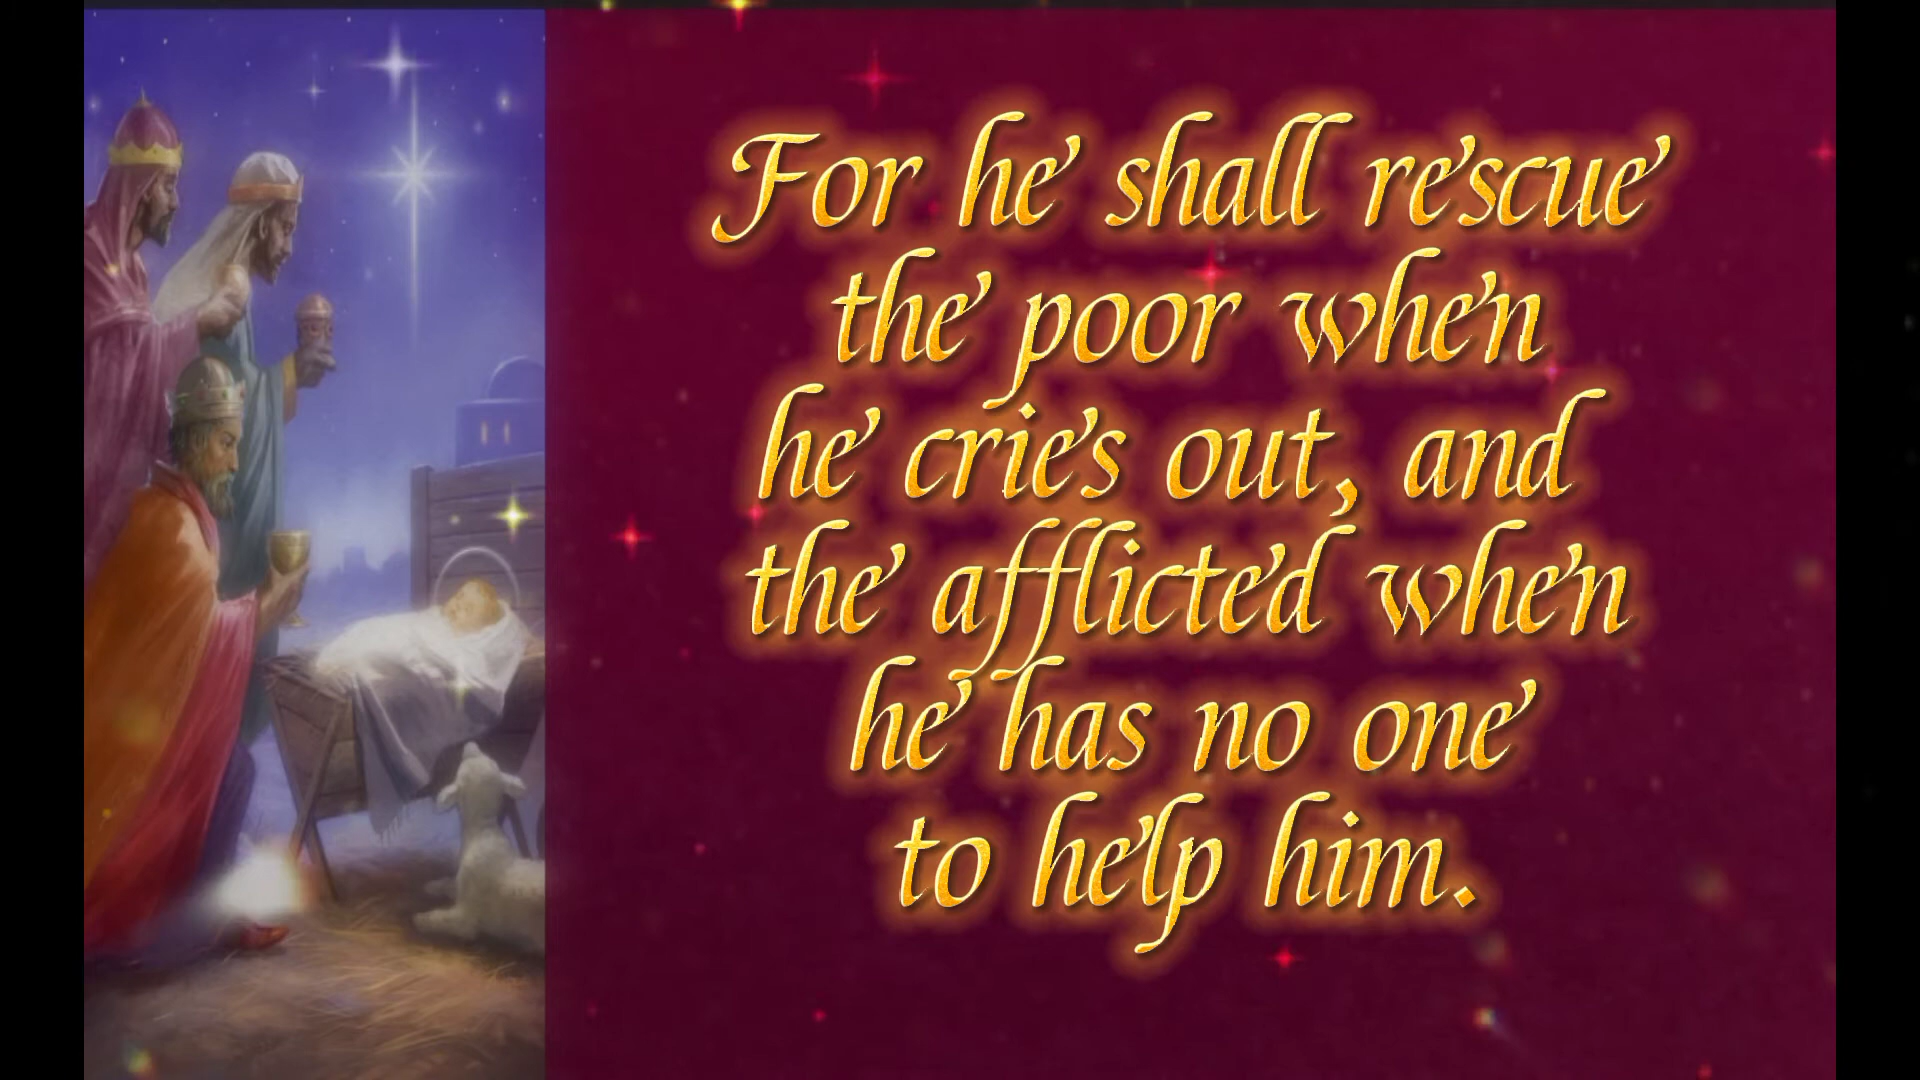 For he shall rescue
the poor when
he cries out, and
the afflicted when
he has no one
to help him.